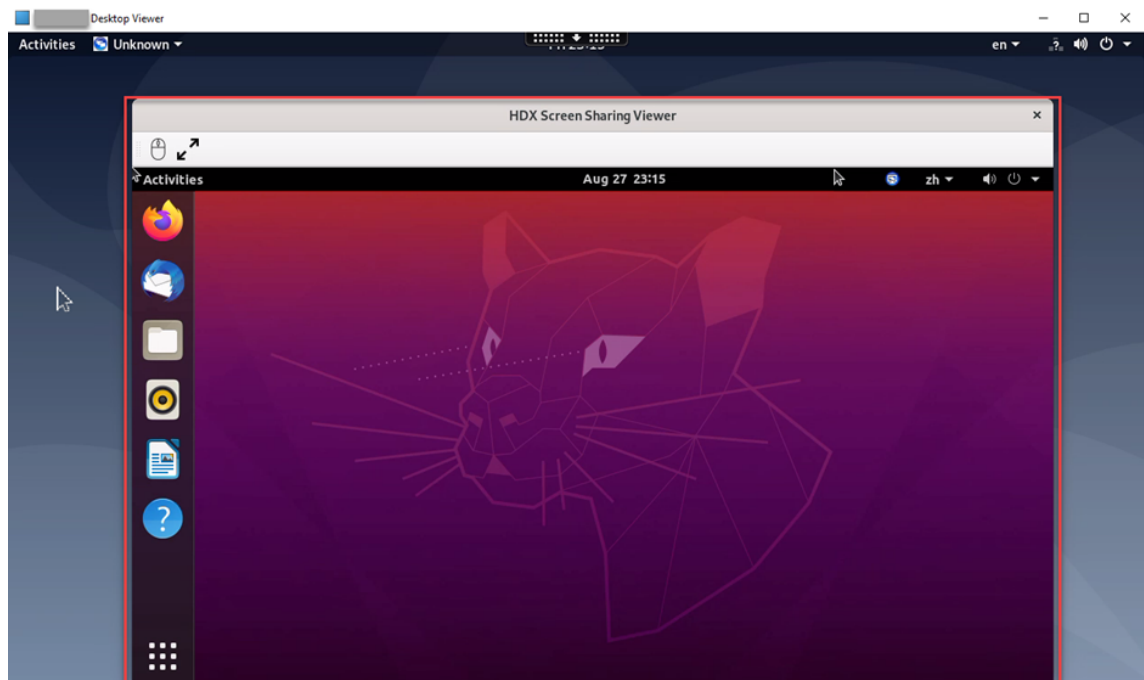 Desktop Viewer
Activities Unknown en
HDX Screen Sharing Viewer
Activities Aug 27 23:15 zh